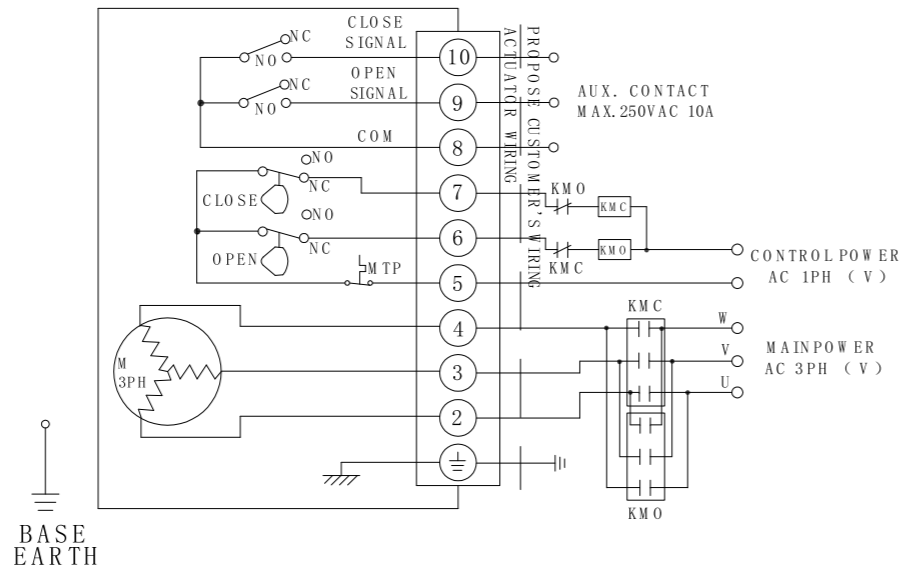 CLOSE
SIGNAL
NC
NO
10
OPEN
SIGNAL
NC
NO
9
COM
8
AUX. CONTACT
MAX.250VAC 10A
ACTUATOR WIRING
PROPOSE CUSTOMER'S WIRING
NO
NC
CLOSE
7
KMO
KMC
NO
NC
OPEN
6
KMC
KMO
MTP
5
CONTROL POWER
AC 1PH (V)
4
KMC
W
M
3PH
3
V
MAIN POWER
AC 3PH (V)
U
2
KMO
BASE
EARTH